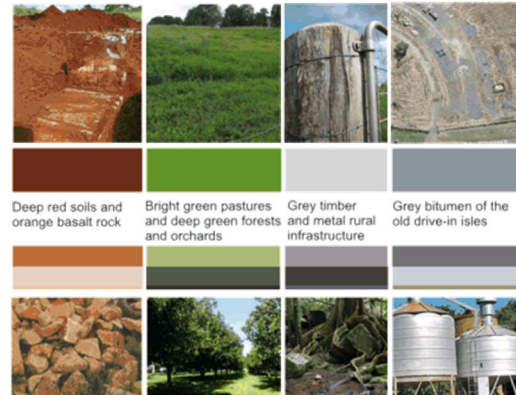 Deep red soils and
orange basalt rock
Bright green pastures
and deep green forests
and orchards
Grey timber
and metal rural
infrastructure
Grey bitumen of the
old drive-in isles